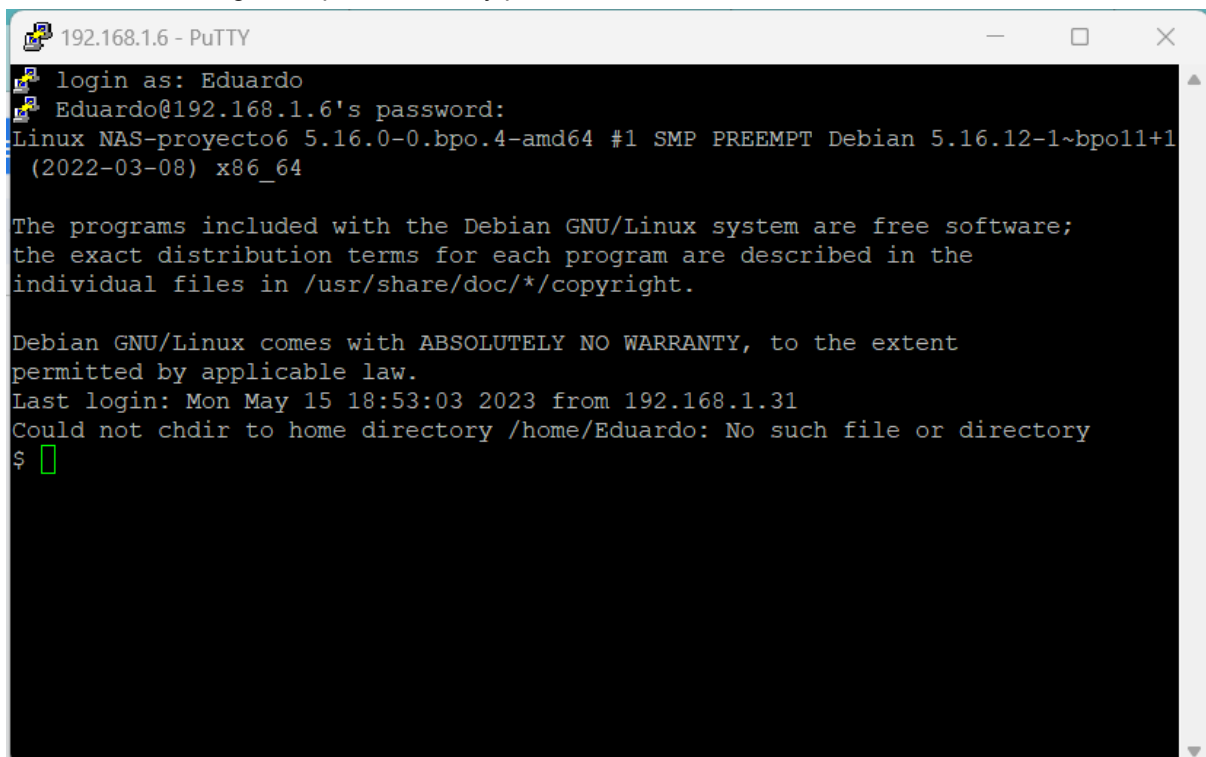 192.168.1.6 - PuTTY
login as: Eduardo
Eduardo@192.168.1.6's password:
Linux NAS-proyecto6 5.16.0-0.bpo.4-amd64 #1 SMP PREEMPT Debian 5.16.12-1~bpo11+1
(2022-03-08) x86_64
The programs included with the Debian GNU/Linux system are free software;
the exact distribution terms for each program are described in the
individual files in /usr/share/doc/*/copyright.
Debian GNU/Linux comes with ABSOLUTELY NO WARRANTY, to the extent
permitted by applicable law.
Last login: Mon May 15 18:53:03 2023 from 192.168.1.31
Could not chdir to home directory /home/Eduardo: No such file or directory
$